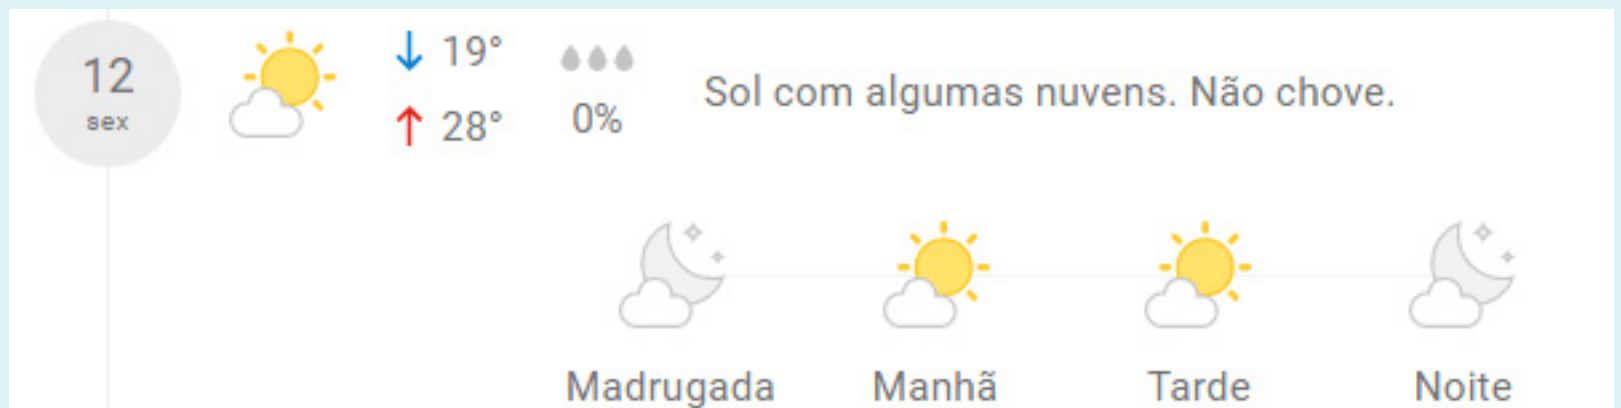 12
sex
19°
28°
0%
Sol com algumas nuvens. Não chove.
Madrugada Manhã Tarde Noite